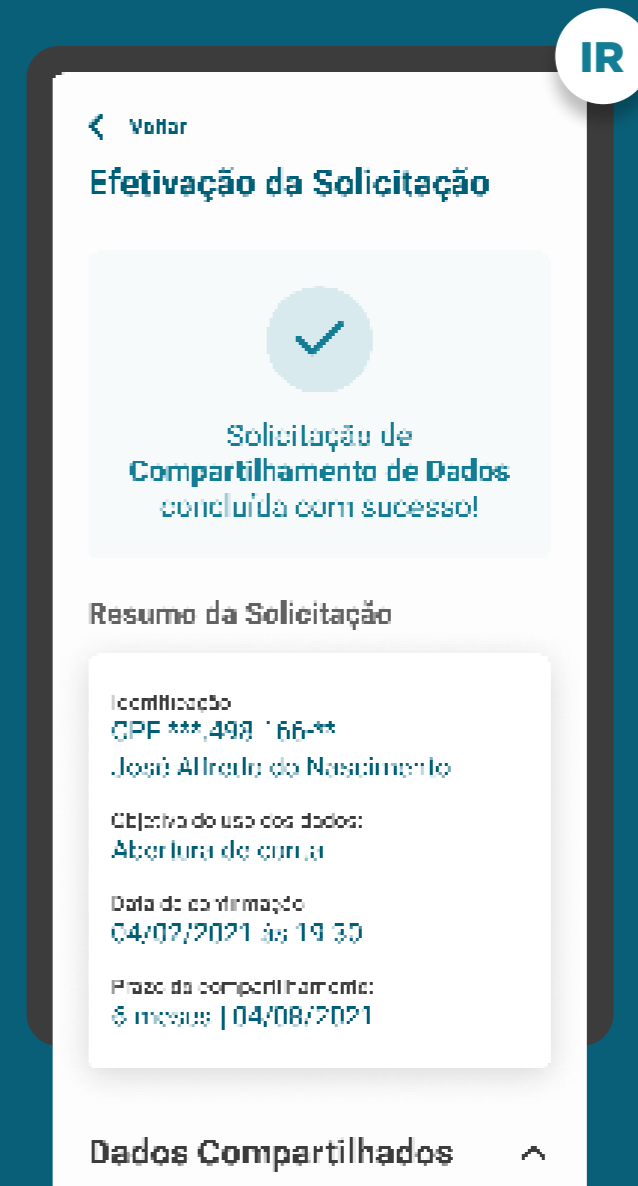 IR
Voltar
Efetivação da Solicitação
Solicitação de
Compartilhamento de Dados
concluída com sucesso!
Resumo da Solicitação
Identificação
CPF ***.498.166-**
José Alfredo do Nascimento
Objetivo do uso dos dados:
Abertura de conta
Data de confirmação
04/02/2021 às 19:30
Prazo de compartilhamento:
6 meses | 04/08/2021
Dados Compartilhados